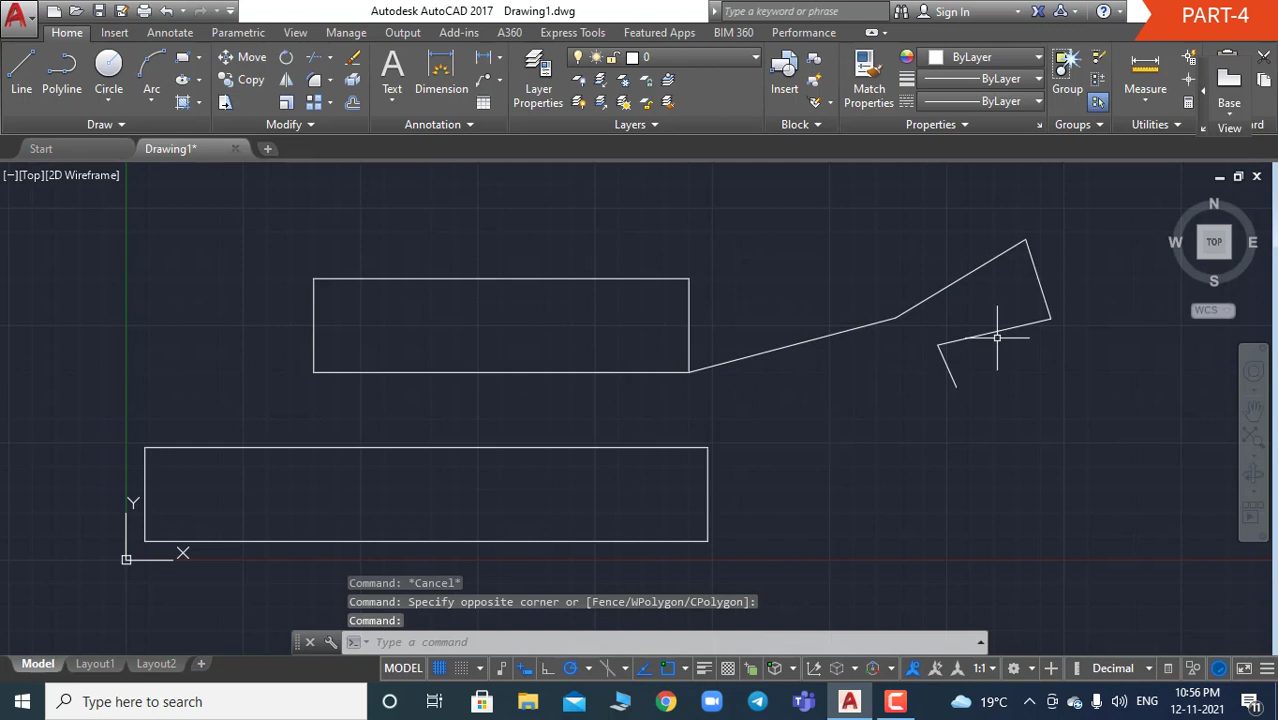 Autodesk AutoCAD 2017 Drawing1.dwg
Type a keyword or phrase
Sign In
PART-4
Home Insert Annotate Parametric View Manage Output Add-ins A360 Express Tools Featured Apps BIM 360 Performance
Line Polyline Circle Arc
Move
Copy
Text Dimension
Layer Properties
0
Insert
Match Properties
ByLayer
ByLayer
ByLayer
Group
Measure
Base
Draw Modify Annotation Layers Block Properties Groups Utilities View
Start Drawing1*
[−][Top][2D Wireframe]
N
W TOP E
S
WCS
Y
X
Command: *Cancel*
Command: Specify opposite corner or [Fence/WPolygon/CPolygon]:
Command:
Type a command
Model Layout1 Layout2 +
MODEL
1:1
Decimal
Type here to search
19°C
ENG
10:56 PM
12-11-2021
11